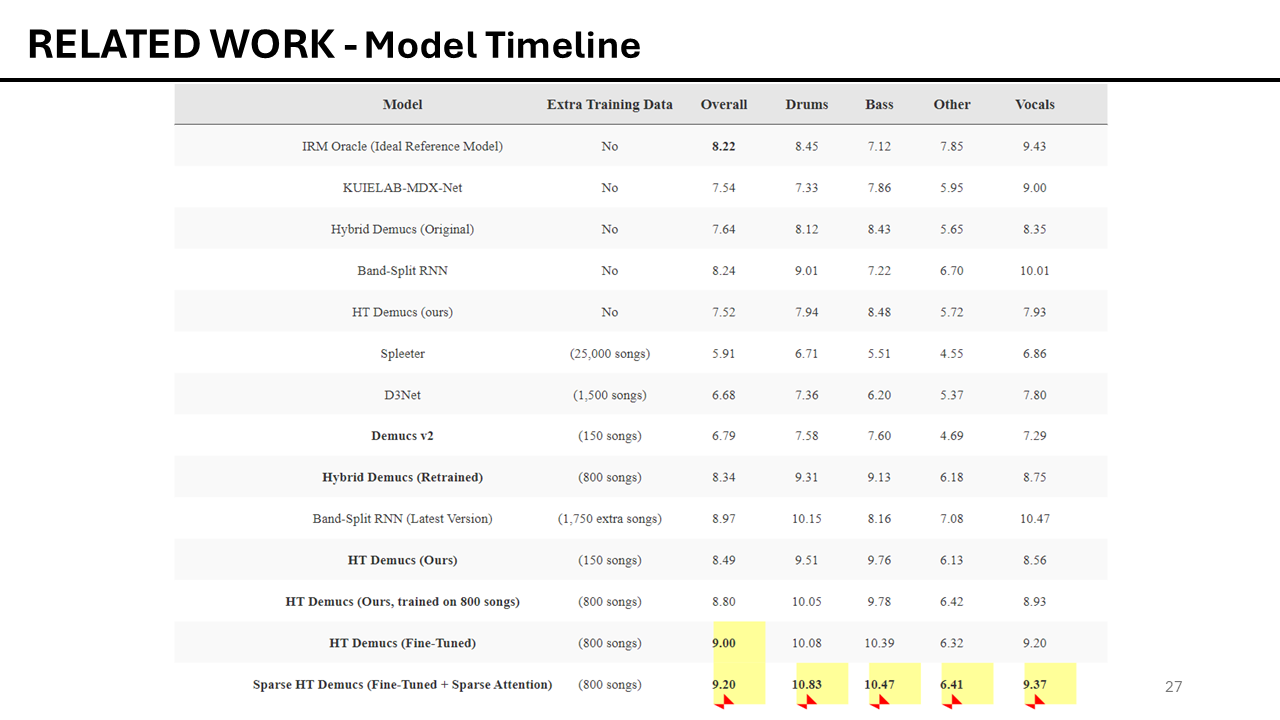 RELATED WORK - Model Timeline
Model Extra Training Data Overall Drums Bass Other Vocals
IRM Oracle (Ideal Reference Model) No 8.22 8.45 7.12 7.85 9.43
KUIELAB-MDX-Net No 7.54 7.33 7.86 5.95 9.00
Hybrid Demucs (Original) No 7.64 8.12 8.43 5.65 8.35
Band-Split RNN No 8.24 9.01 7.22 6.70 10.01
HT Demucs (ours) No 7.52 7.94 8.48 5.72 7.93
Spleeter (25,000 songs) 5.91 6.71 5.51 4.55 6.86
D3Net (1,500 songs) 6.68 7.36 6.20 5.37 7.80
Demucs v2 (150 songs) 6.79 7.58 7.60 4.69 7.29
Hybrid Demucs (Retrained) (800 songs) 8.34 9.31 9.13 6.18 8.75
Band-Split RNN (Latest Version) (1,750 extra songs) 8.97 10.15 8.16 7.08 10.47
HT Demucs (Ours) (150 songs) 8.49 9.51 9.76 6.13 8.56
HT Demucs (Ours, trained on 800 songs) (800 songs) 8.80 10.05 9.78 6.42 8.93
HT Demucs (Fine-Tuned) (800 songs) 9.00 10.08 10.39 6.32 9.20
Sparse HT Demucs (Fine-Tuned + Sparse Attention) (800 songs) 9.20 10.83 10.47 6.41 9.37
27